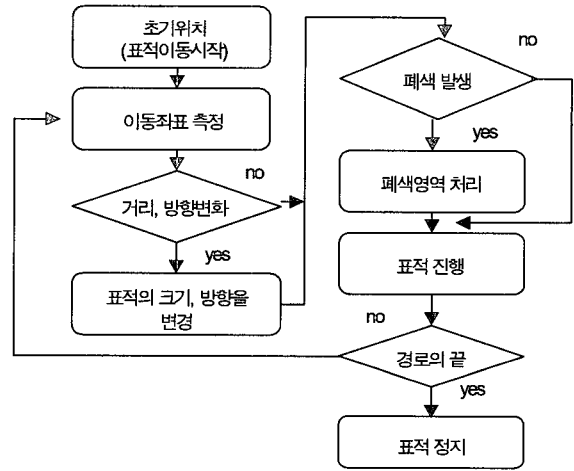 초기위치
(표적이동시작)
이동좌표 측정
no
거리, 방향변화
yes
표적의 크기, 방향을
변경
no
폐색 발생
yes
폐색영역 처리
표적 진행
no
경로의 끝
yes
표적 정지